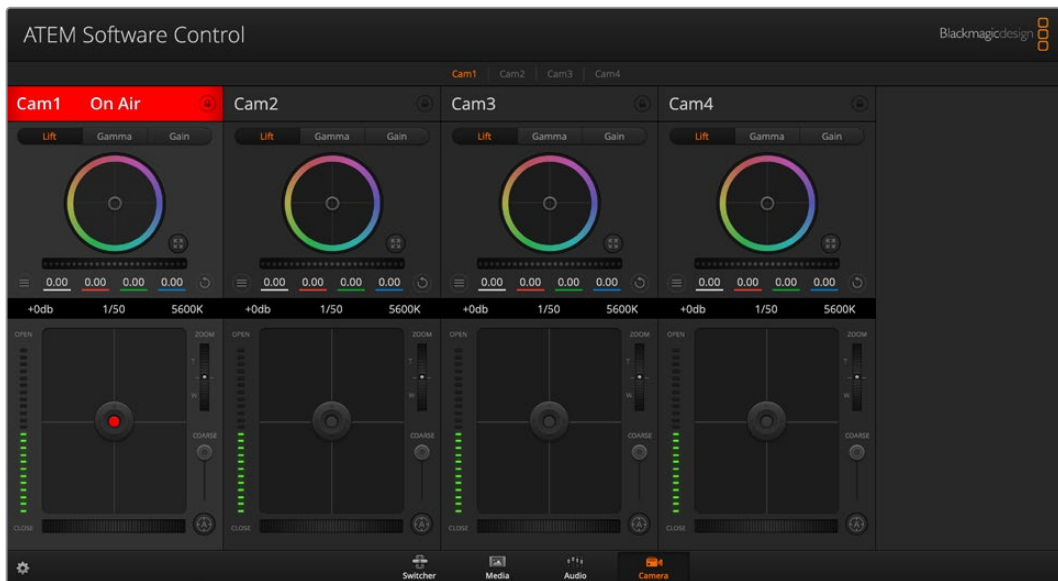 ATEM Software Control
Blackmagicdesign
Cam1 Cam2 Cam3 Cam4
Cam1 On Air Cam2 Cam3 Cam4
Lift Gamma Gain Lift Gamma Gain Lift Gamma Gain Lift Gamma Gain
0.00 0.00 0.00 0.00 0.00 0.00 0.00 0.00 0.00 0.00 0.00 0.00 0.00 0.00 0.00 0.00
+0db 1/50 5600K +0db 1/50 5600K +0db 1/50 5600K +0db 1/50 5600K
OPEN ZOOM OPEN ZOOM OPEN ZOOM OPEN ZOOM
T T T T
W W W W
COARSE COARSE COARSE COARSE
CLOSE A CLOSE A CLOSE A CLOSE A
Switcher Media Audio Camera